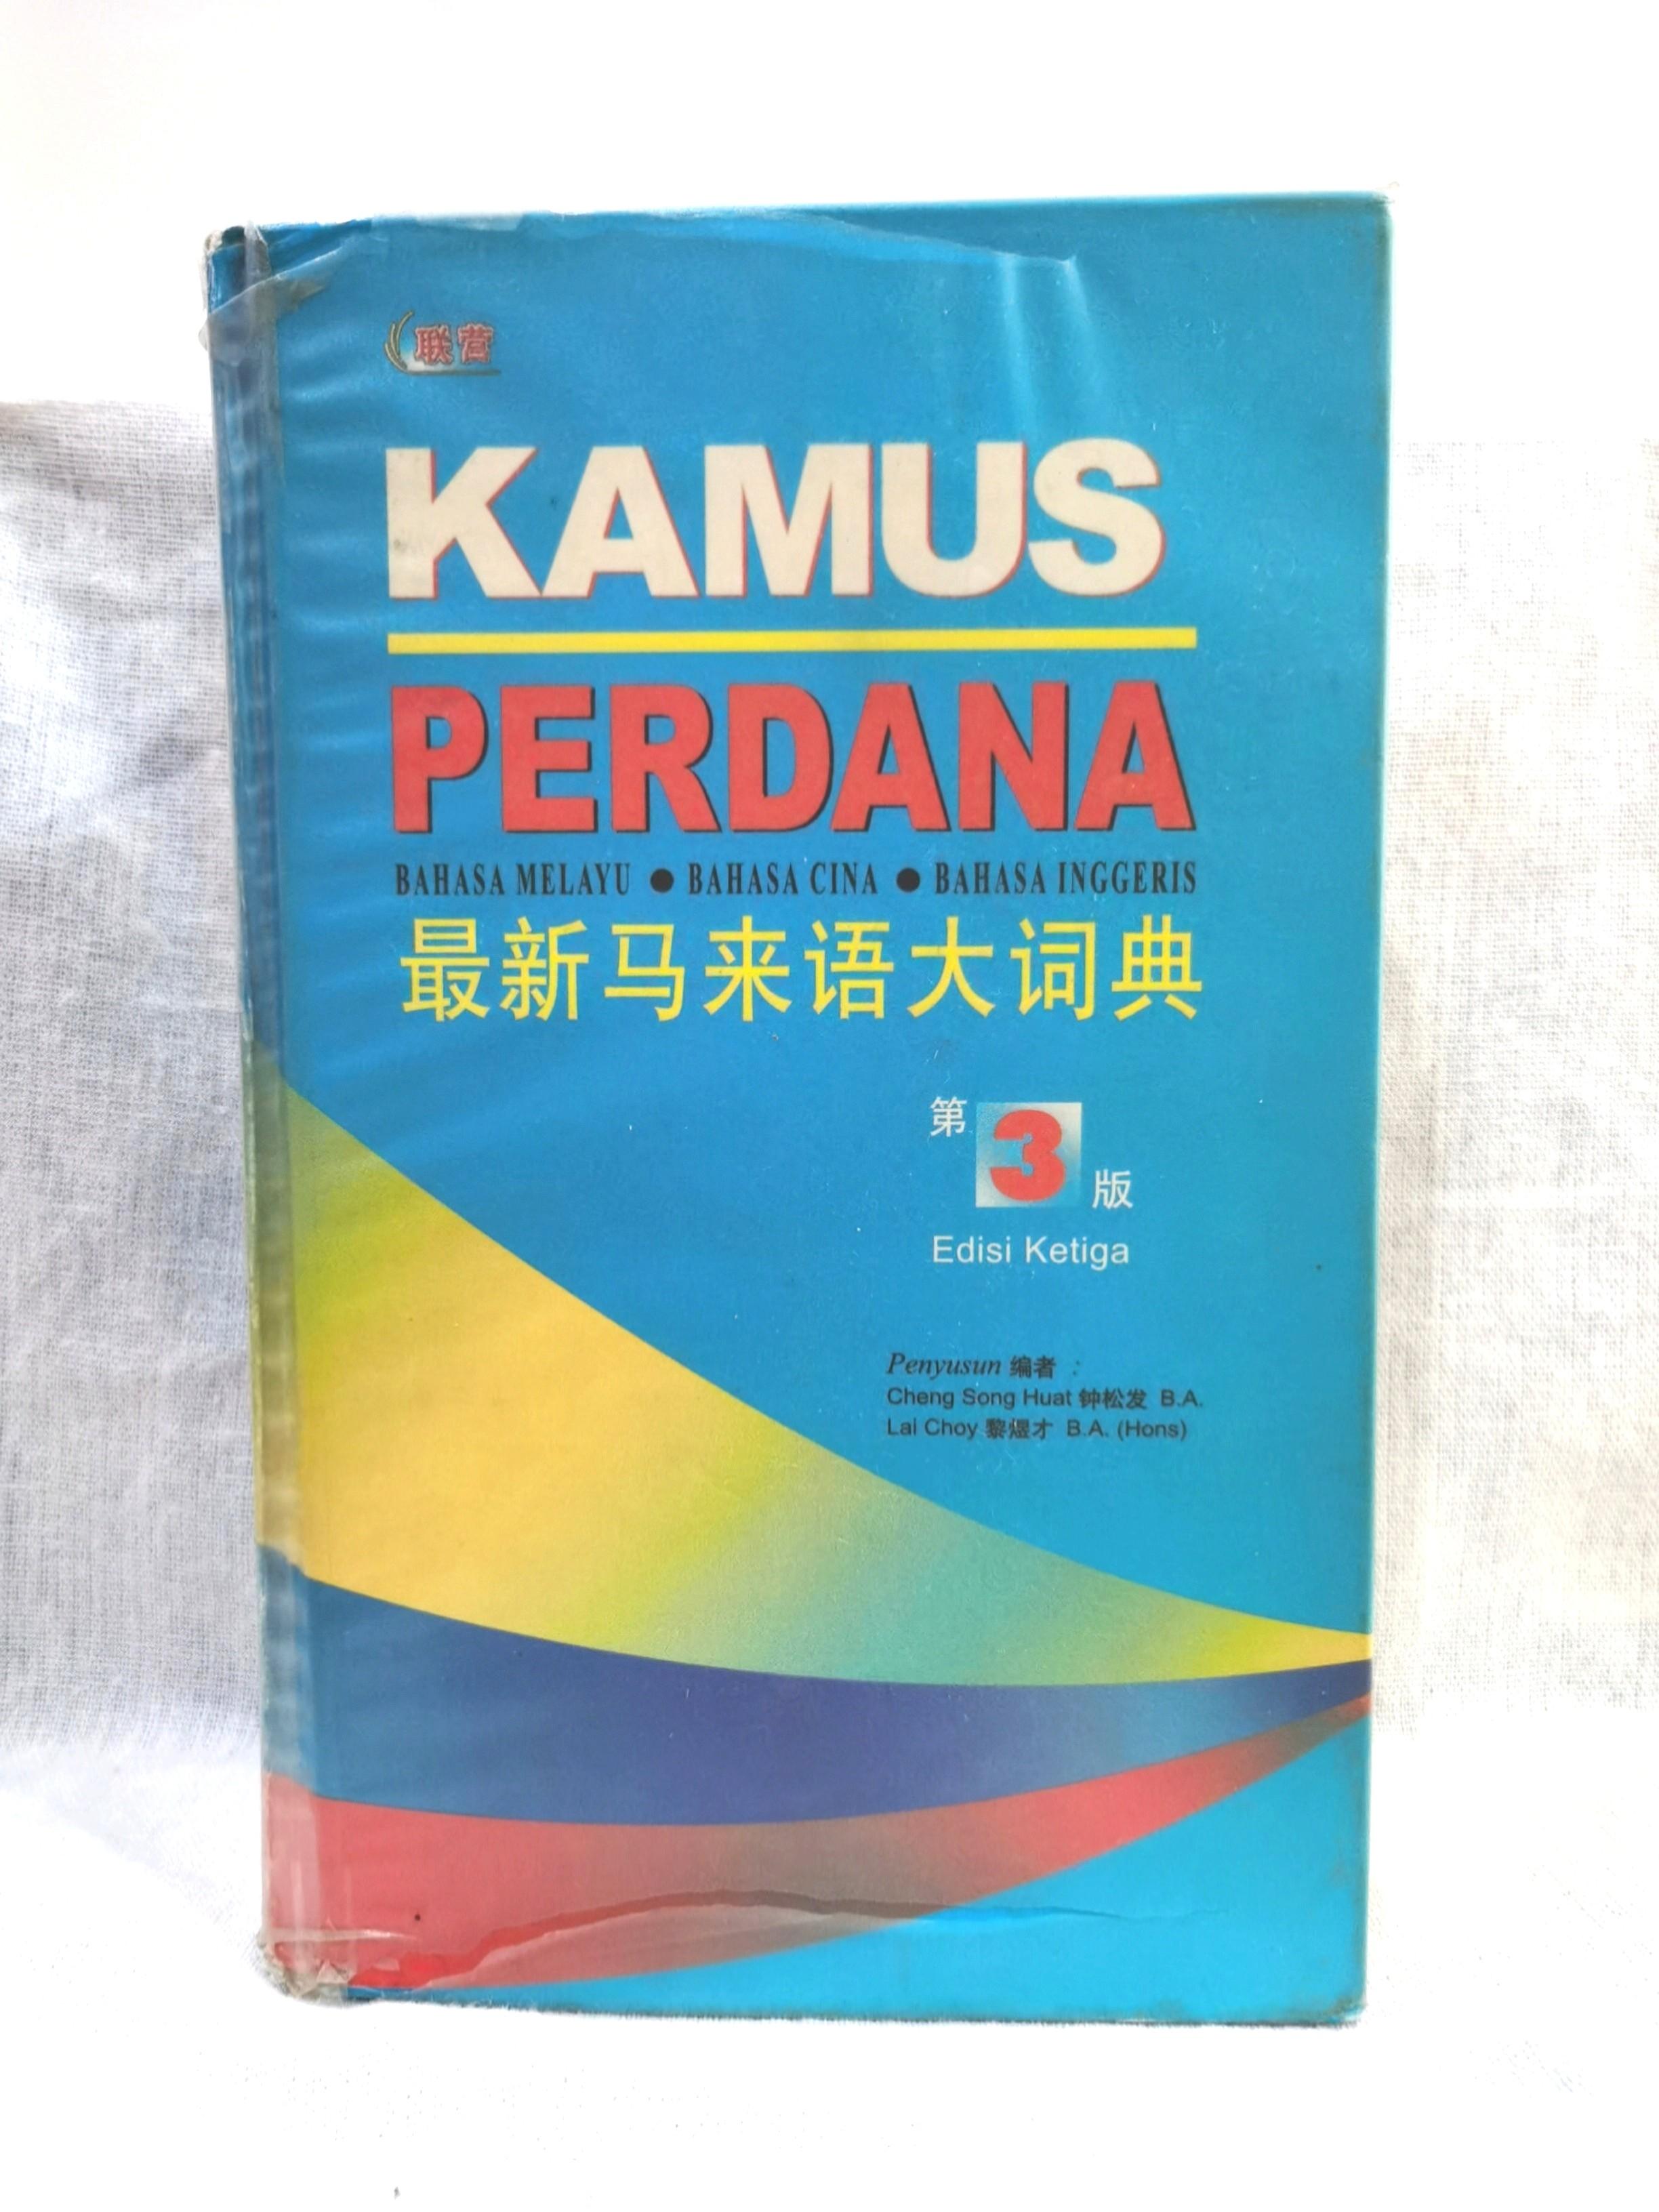 联营
KAMUS
PERDANA
BAHASA MELAYU ● BAHASA CINA ● BAHASA INGGERIS
最新马来语大词典
第3版
Edisi Ketiga
Penyusun 编者 :
Cheng Song Huat 钟松发 B.A.
Lai Choy 黎煜才 B.A. (Hons)